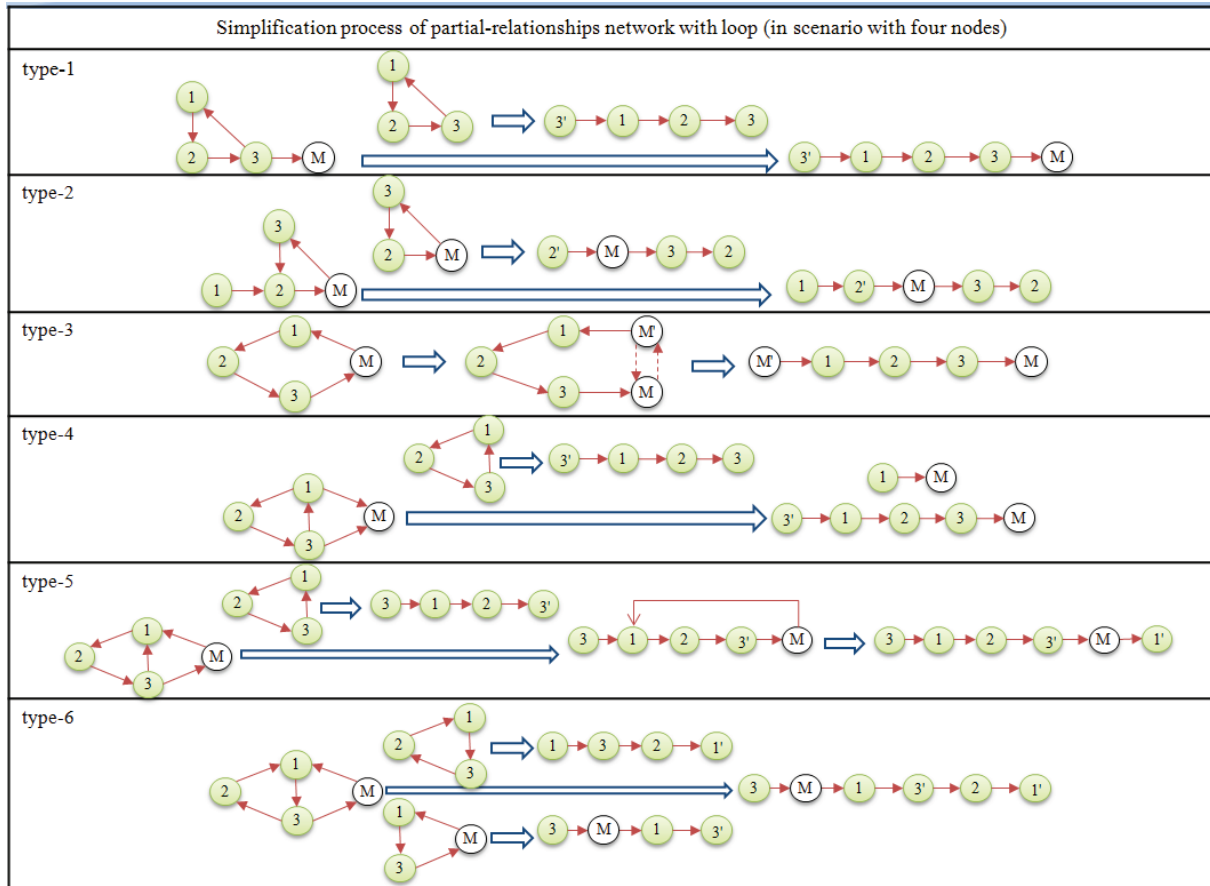 Simplification process of partial-relationships network with loop (in scenario with four nodes)
type-1
1
2 3 M
1
2 3
3' 1 2 3
3' 1 2 3 M
type-2
3
1 2 M
3
2 M
2' M 3 2
1 2' M 3 2
type-3
1
2 M
3
1 M'
2
3 M
M' 1 2 3 M
type-4
1
2 M
3
1
2
3
3' 1 2 3
1 M
3' 1 2 3 M
type-5
1
2 M
3
1
2
3
3 1 2 3'
3 1 2 3' M
3 1 2 3' M 1'
type-6
1
2 M
3
1
2
3
1 3 2 1'
3 M 1 3' 2 1'
1
M
3
3 M 1 3'